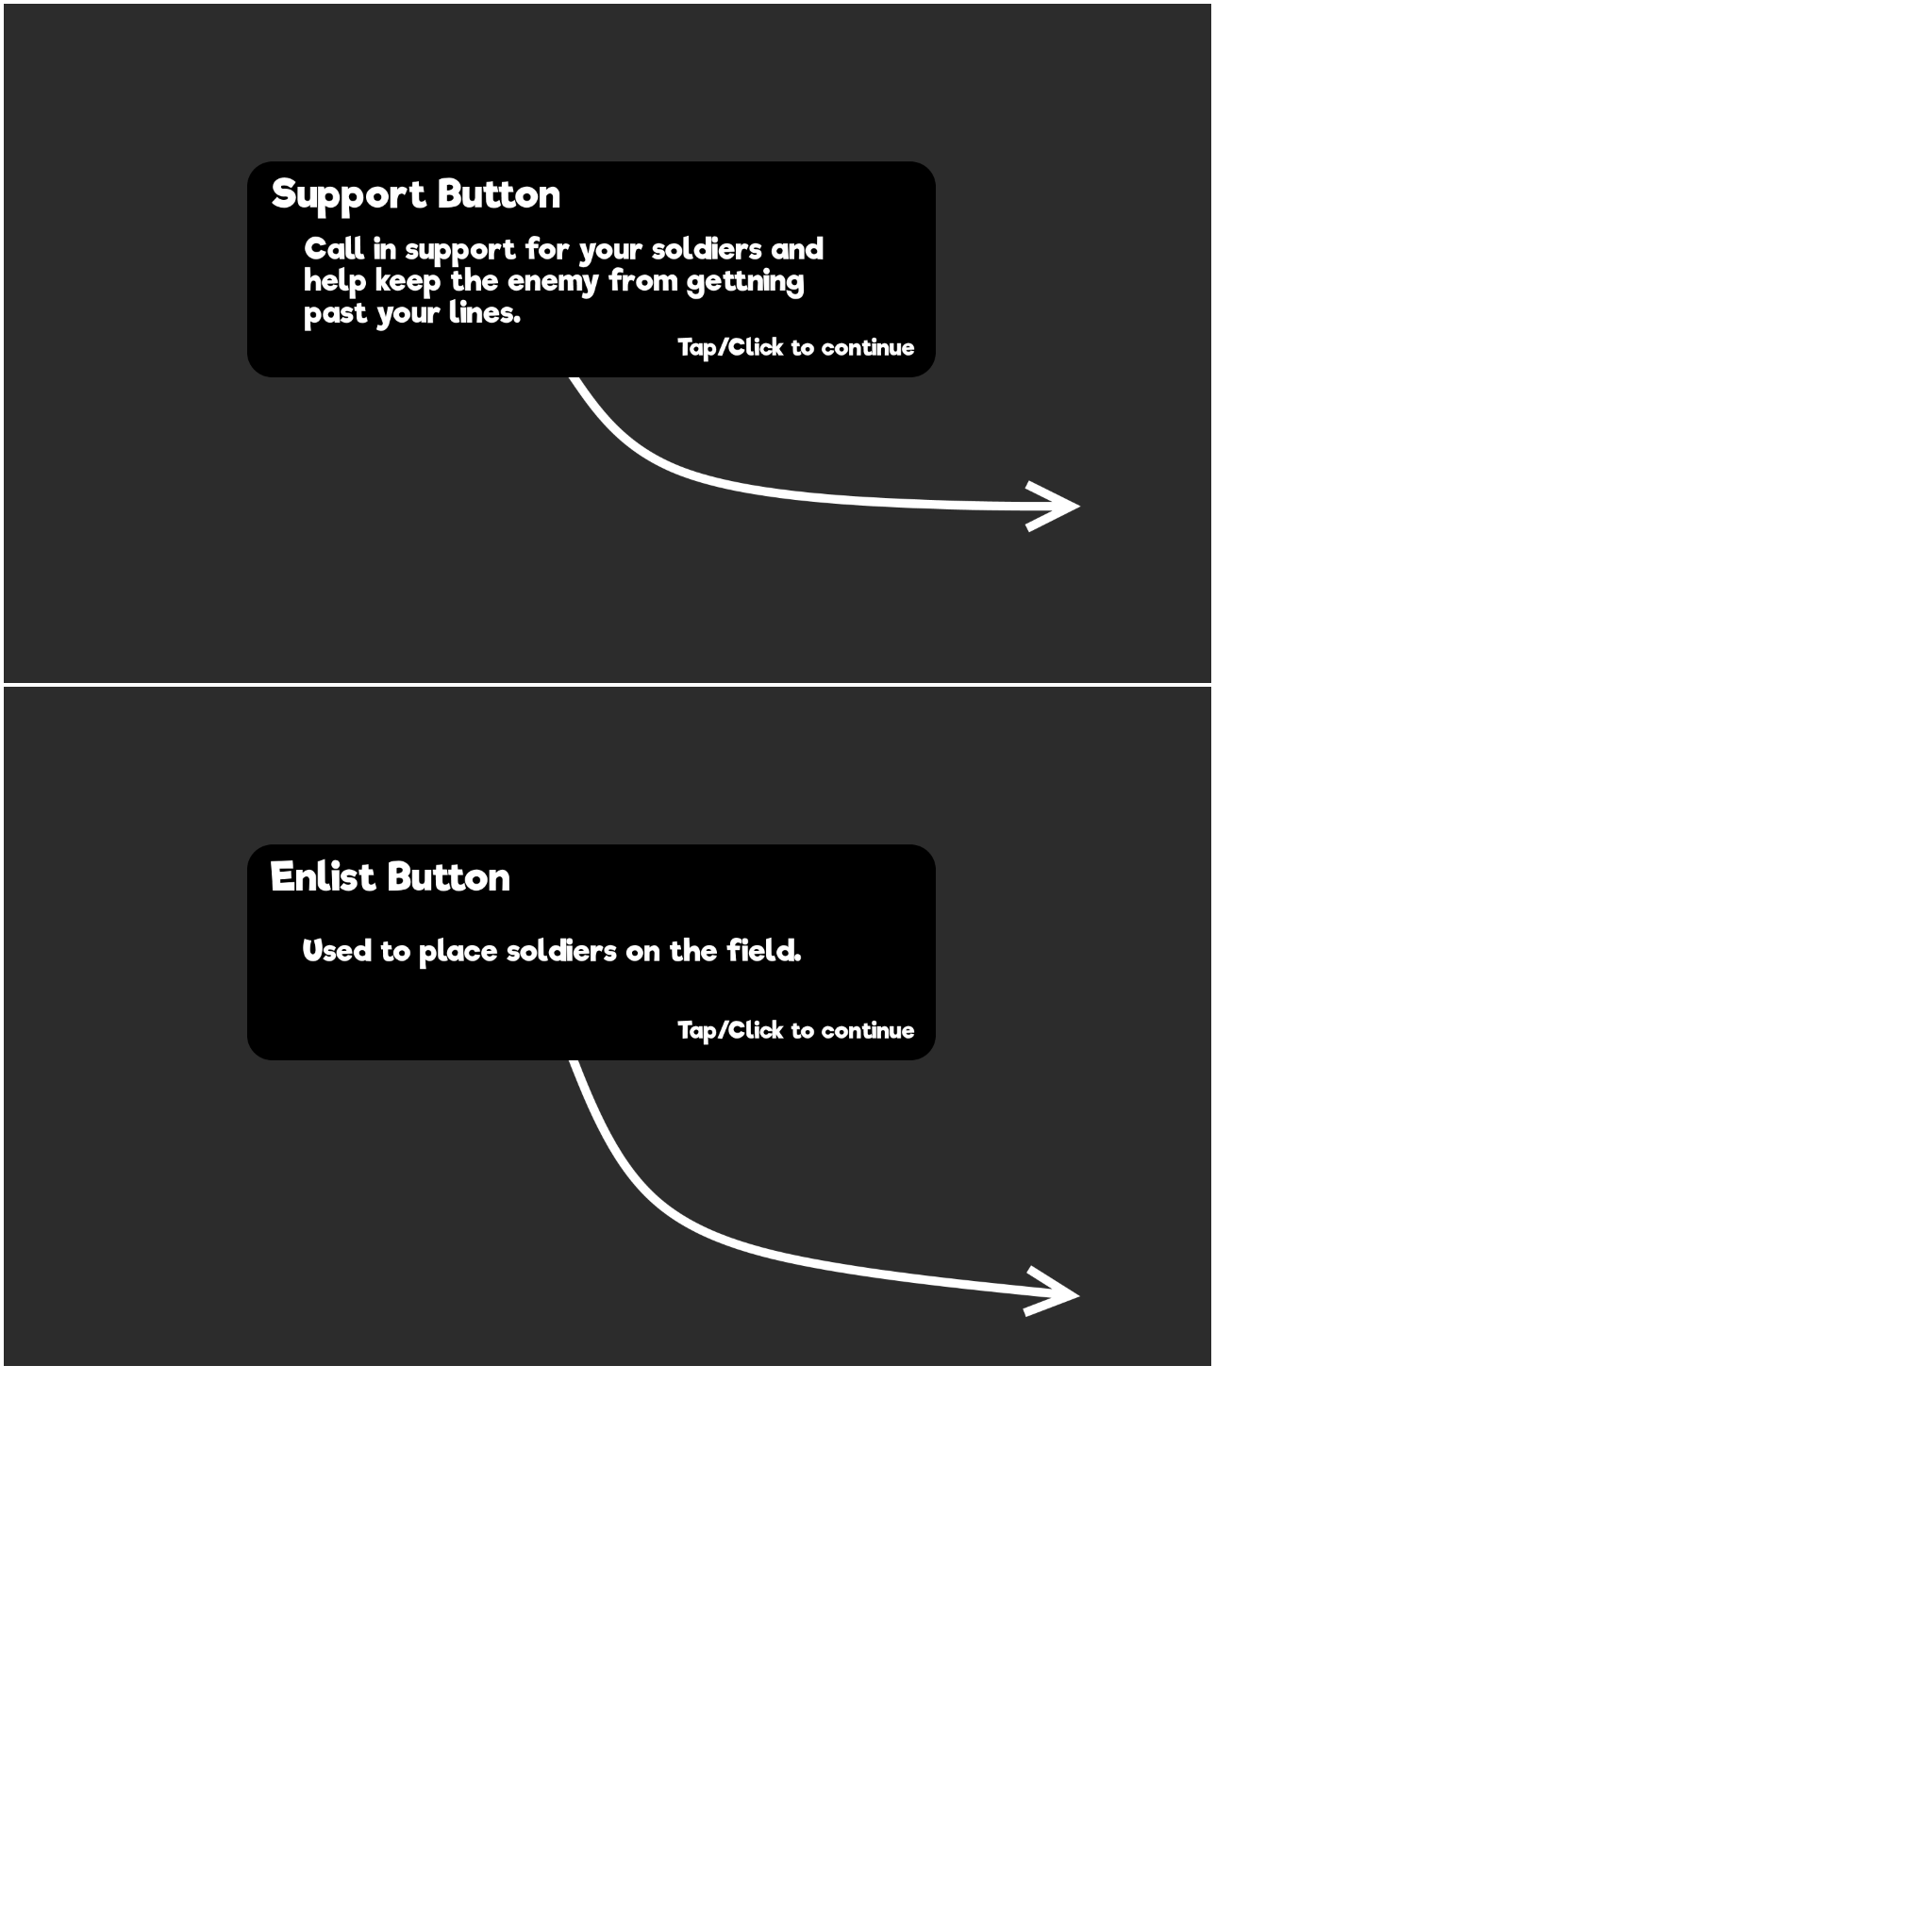 Support Button
Call in support for your soldiers and
help keep the enemy from gettning
past your lines.
Tap/Click to continue
Enlist Button
Used to place soldiers on the field.
Tap/Click to continue